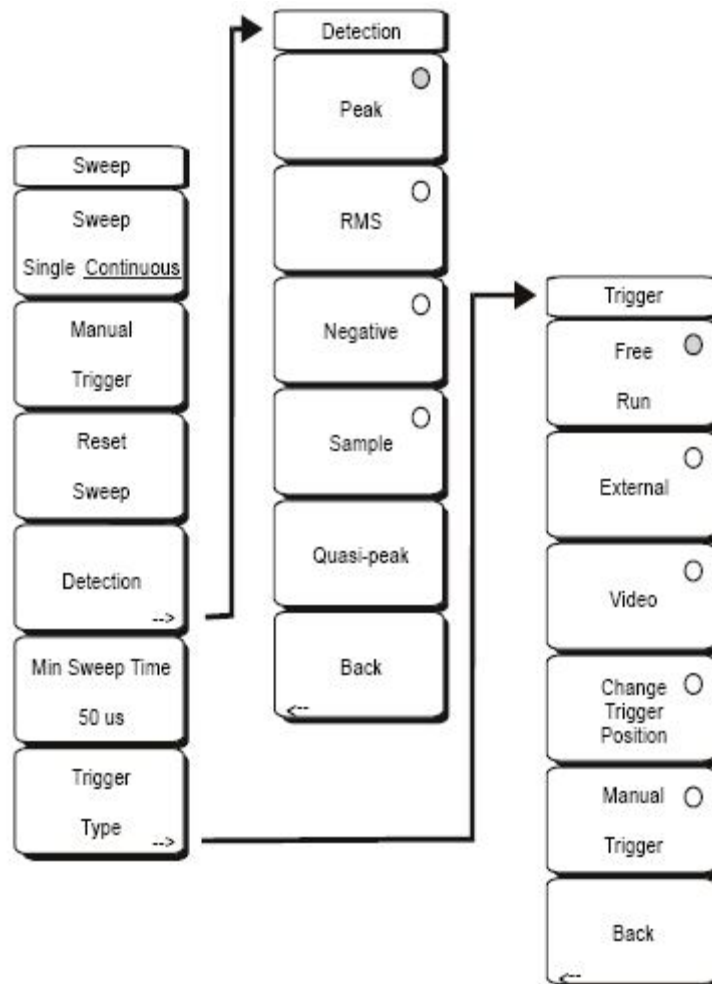 Sweep
Sweep
Single Continuous
Manual
Trigger
Reset
Sweep
Detection
-->
Min Sweep Time
50 us
Trigger
Type
-->
Detection
Peak
RMS
Negative
Sample
Quasi-peak
Back
<--
Trigger
Free
Run
External
Video
Change
Trigger
Position
Manual
Trigger
Back
<--